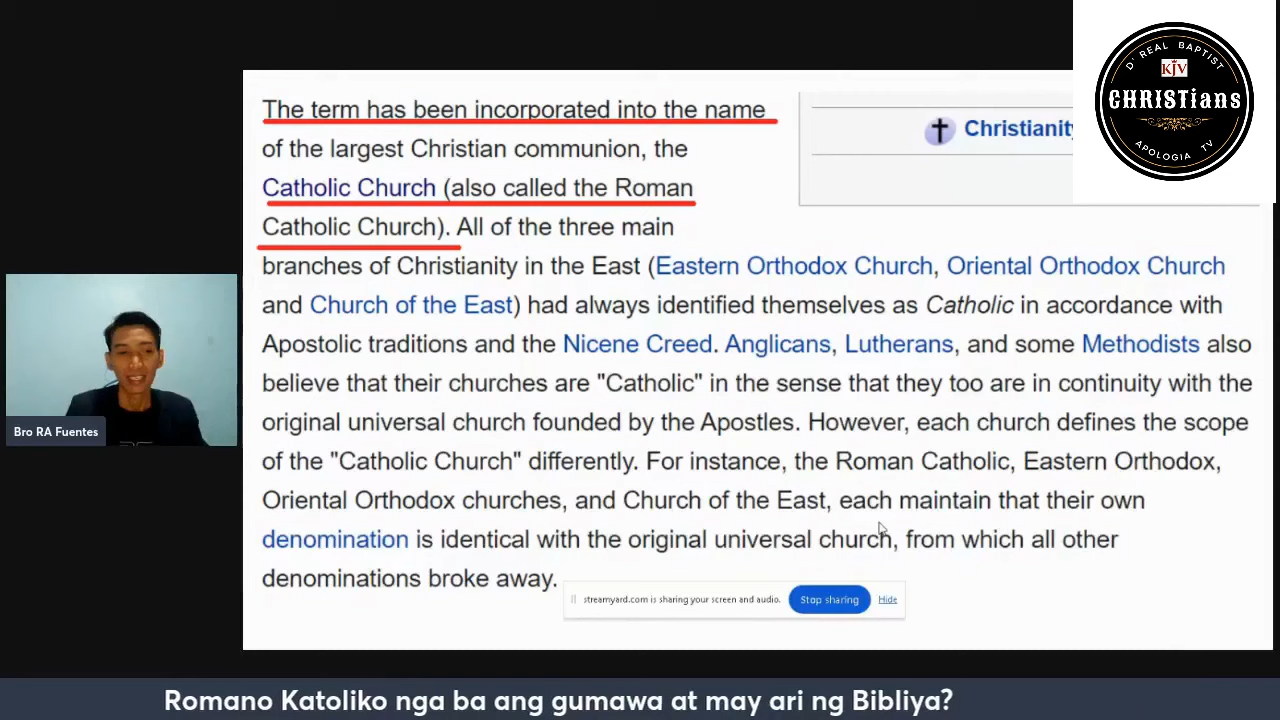 The term has been incorporated into the name
of the largest Christian communion, the
Catholic Church (also called the Roman
Catholic Church). All of the three main
branches of Christianity in the East (Eastern Orthodox Church, Oriental Orthodox Church
and Church of the East) had always identified themselves as Catholic in accordance with
Apostolic traditions and the Nicene Creed. Anglicans, Lutherans, and some Methodists also
believe that their churches are "Catholic" in the sense that they too are in continuity with the
original universal church founded by the Apostles. However, each church defines the scope
of the "Catholic Church" differently. For instance, the Roman Catholic, Eastern Orthodox,
Oriental Orthodox churches, and Church of the East, each maintain that their own
denomination is identical with the original universal church, from which all other
denominations broke away.
Christianity
D' REAL BAPTIST
KJV
CHRISTians
APOLOGIA TV
Bro RA Fuentes
streamyard.com is sharing your screen and audio.
Stop sharing
Hide
Romano Katoliko nga ba ang gumawa at may ari ng Bibliya?